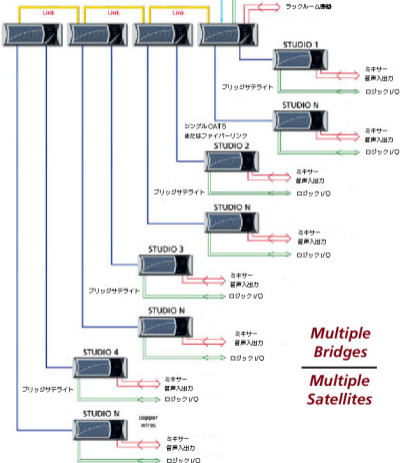 ラックルーム機器
Link
Link
Link
STUDIO 1
ミキサー
音声入出力
ブリッジサテライト
ロジック I/O
STUDIO N
ミキサー
音声入出力
ロジック I/O
シングルCAT5
またはファイバーリンク
STUDIO 2
ミキサー
音声入出力
ブリッジサテライト
ロジック I/O
STUDIO N
ミキサー
音声入出力
ロジック I/O
STUDIO 3
ミキサー
音声入出力
ブリッジサテライト
ロジック I/O
STUDIO N
ミキサー
音声入出力
ロジック I/O
Multiple
Bridges
Multiple
Satellites
STUDIO 4
ミキサー
音声入出力
ブリッジサテライト
ロジック I/O
STUDIO N
copper
wires
ミキサー
音声入出力
ロジック I/O